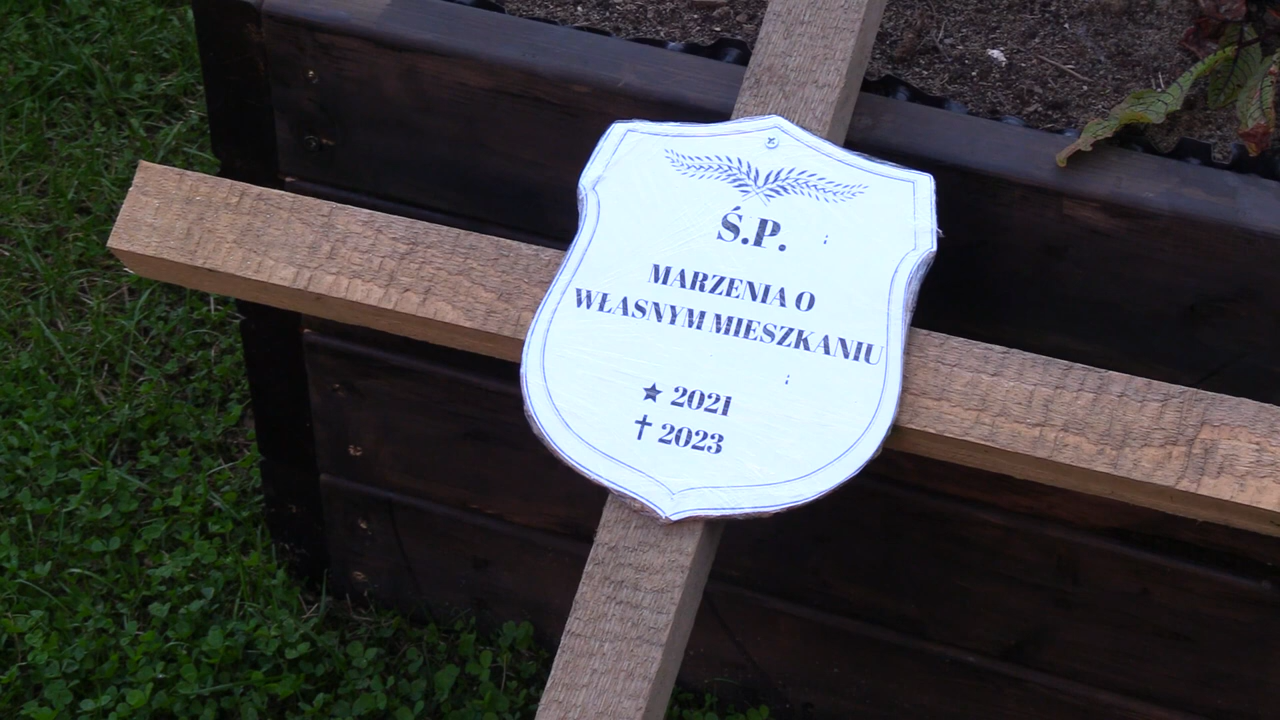 Ś.P.
MARZENIA O
WŁASNYM MIESZKANIU
★ 2021
✝ 2023